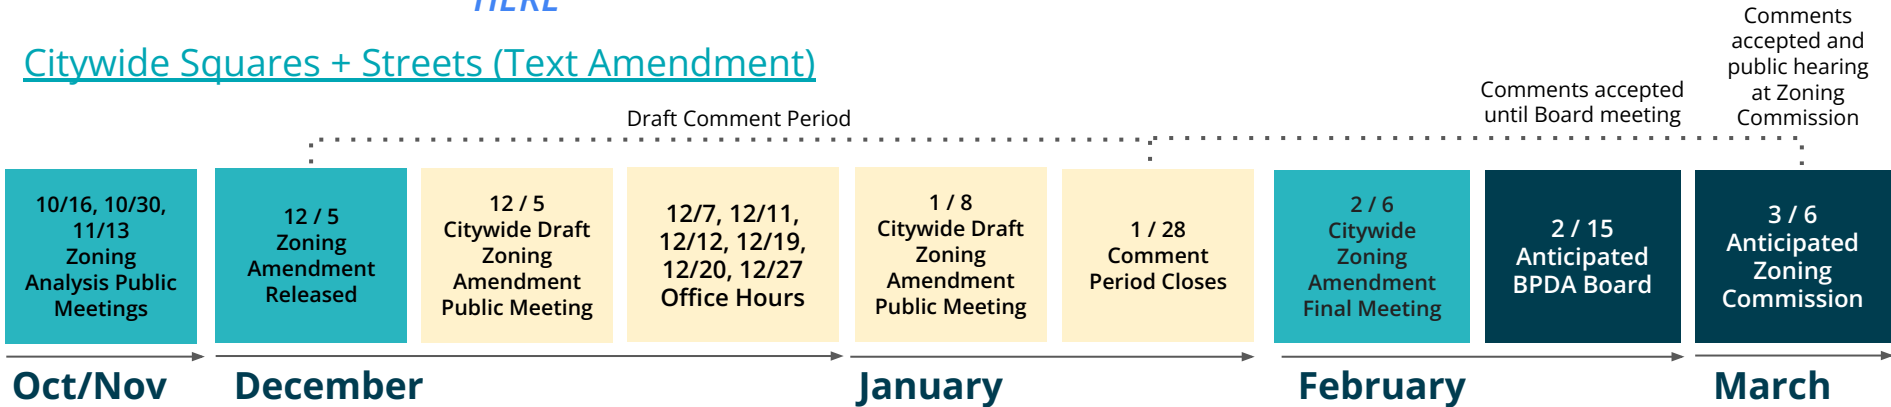 HERE
Citywide Squares + Streets (Text Amendment)
Draft Comment Period
Comments accepted
until Board meeting
Comments
accepted and
public hearing
at Zoning
Commission
10/16, 10/30,
11/13
Zoning
Analysis Public
Meetings
12 / 5
Zoning
Amendment
Released
12 / 5
Citywide Draft
Zoning
Amendment
Public Meeting
12/7, 12/11,
12/12, 12/19,
12/20, 12/27
Office Hours
1 / 8
Citywide Draft
Zoning
Amendment
Public Meeting
1 / 28
Comment
Period Closes
2 / 6
Citywide
Zoning
Amendment
Final Meeting
2 / 15
Anticipated
BPDA Board
3 / 6
Anticipated
Zoning
Commission
Oct/Nov
December
January
February
March